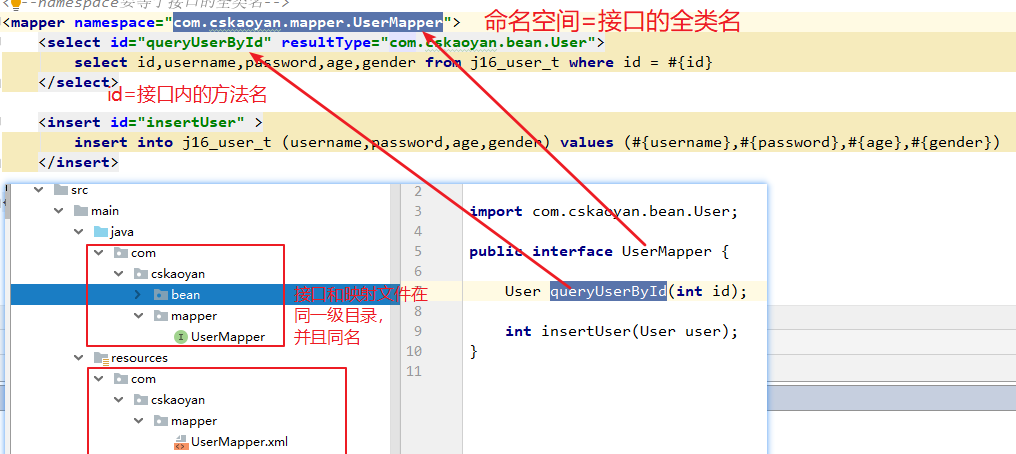 <!--namespace要等于接口的全类名-->
<mapper namespace="com.cskaoyan.mapper.UserMapper">
命名空间=接口的全类名
<select id="queryUserById" resultType="com.cskaoyan.bean.User">
select id,username,password,age,gender from j16_user_t where id = #{id}
</select>
id=接口内的方法名
<insert id="insertUser" >
insert into j16_user_t (username,password,age,gender) values (#{username},#{password},#{age},#{gender})
</insert>
src
main
java
com
cskaoyan
bean
mapper
UserMapper
接口和映射文件在
同一级目录,
并且同名
resources
com
cskaoyan
mapper
UserMapper.xml
2
3 import com.cskaoyan.bean.User;
4
5 public interface UserMapper {
6
7 User queryUserById(int id);
8
9 int insertUser(User user);
10 }
11